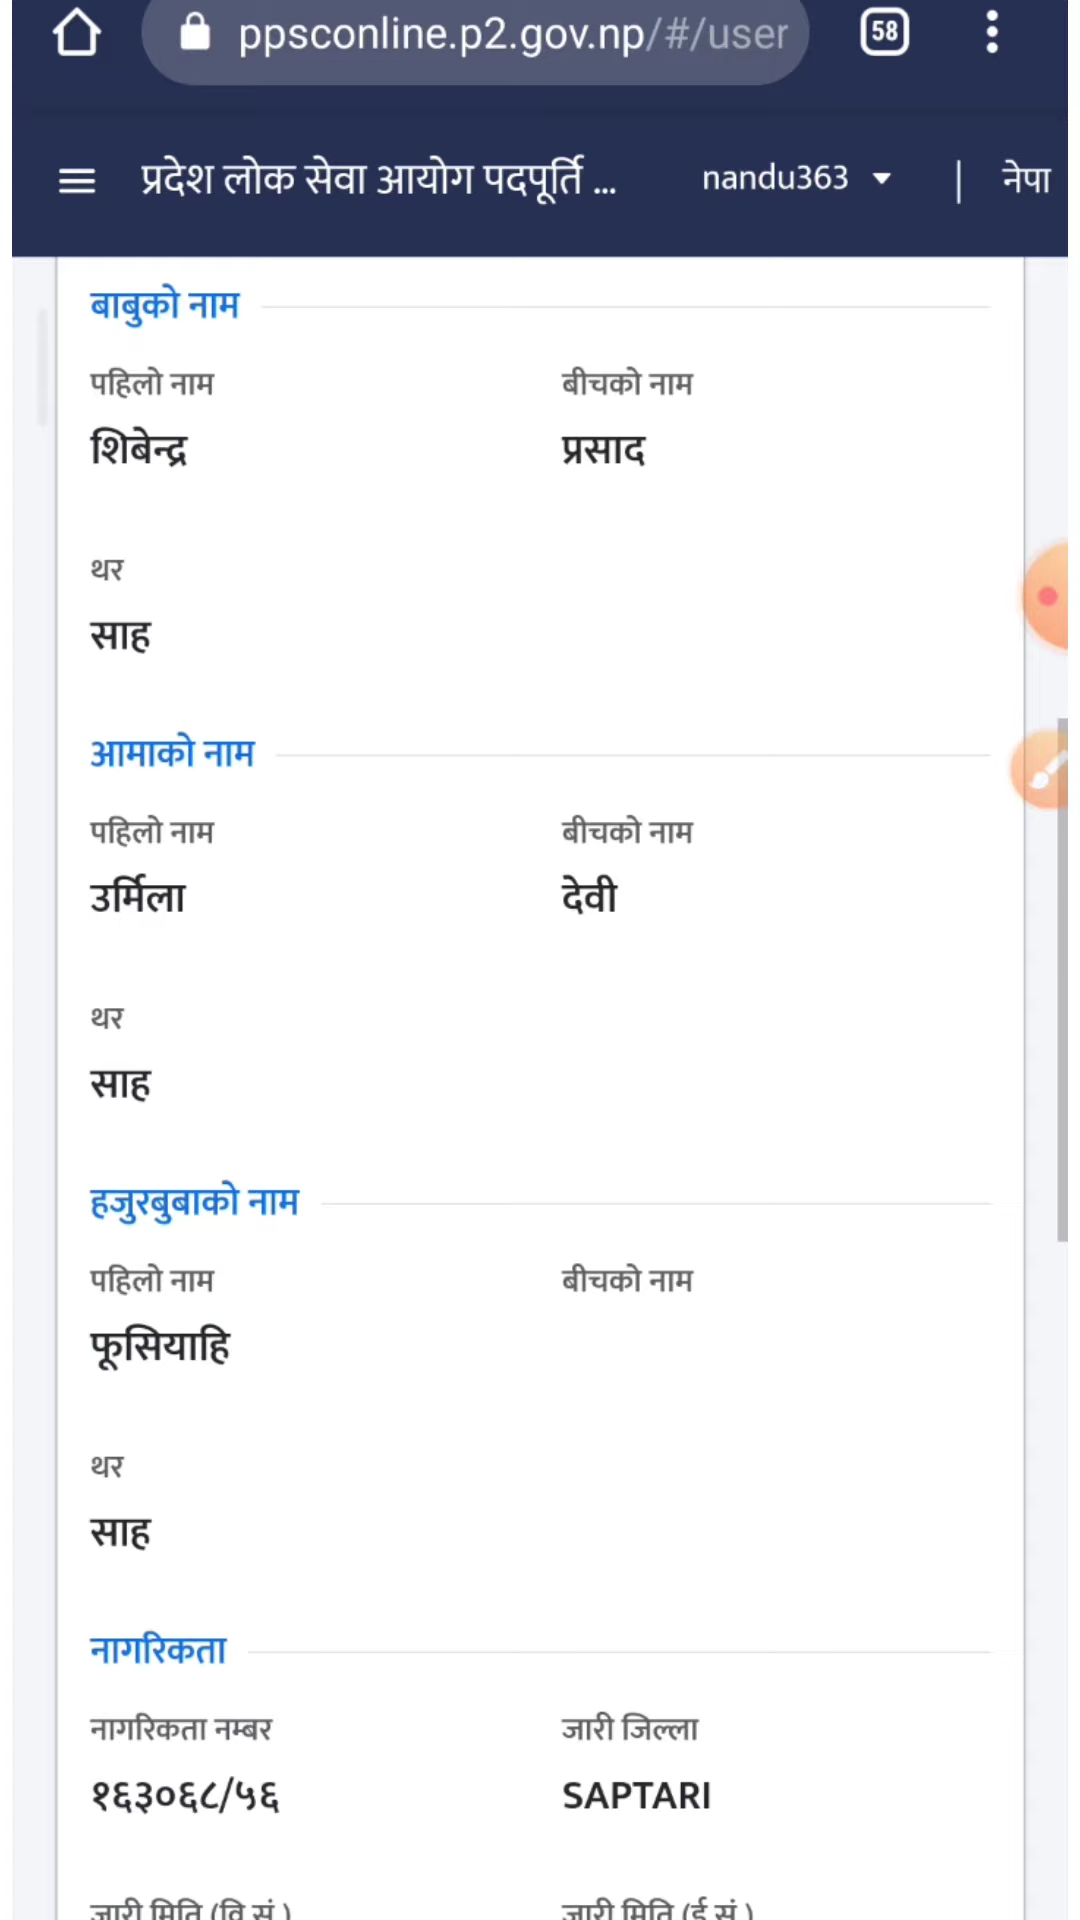 ppsconline.p2.gov.np/#/user 58
प्रदेश लोक सेवा आयोग पदपूर्ति ... nandu363 | नेपा
बाबुको नाम
पहिलो नाम बीचको नाम
शिबेन्द्र प्रसाद
थर
साह
आमाको नाम
पहिलो नाम बीचको नाम
उर्मिला देवी
थर
साह
हजुरबुबाको नाम
पहिलो नाम बीचको नाम
फूसियाहि
थर
साह
नागरिकता
नागरिकता नम्बर जारी जिल्ला
१६३०६८/५६ SAPTARI
जारी मिति (वि.सं.) जारी मिति (ई.सं.)